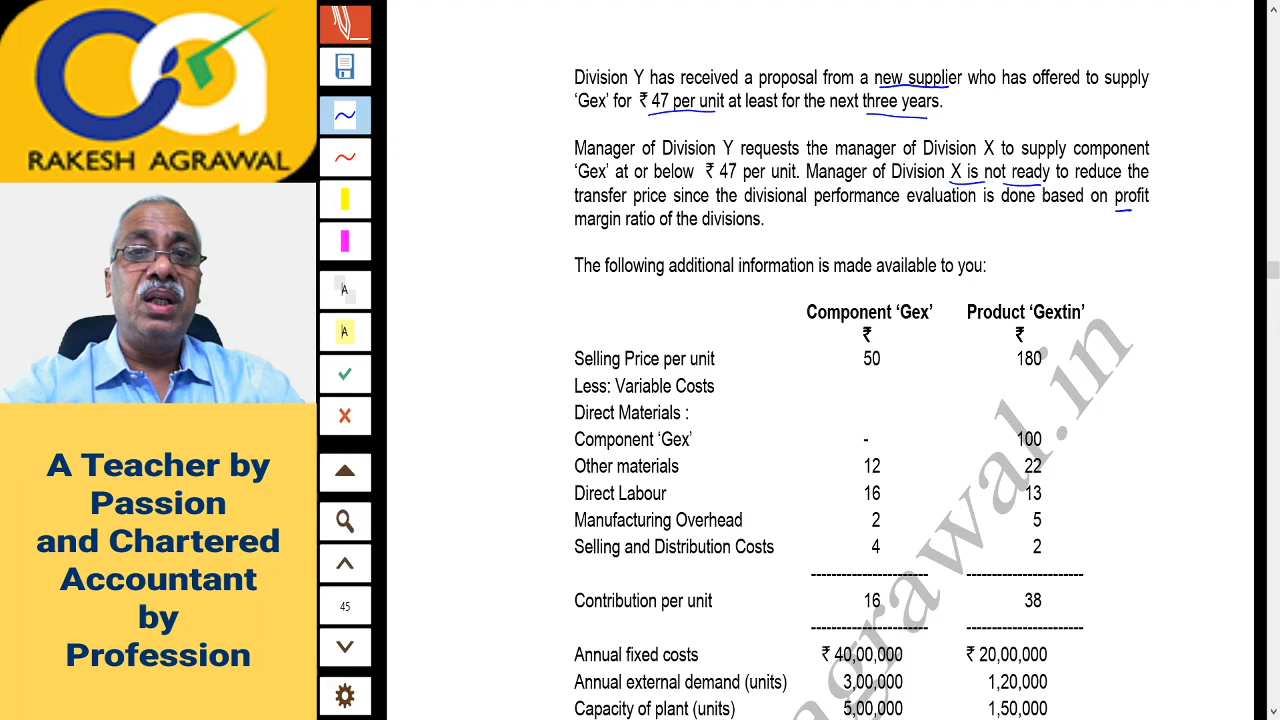 RAKESH AGRAWAL
A Teacher by
Passion
and Chartered
Accountant
by
Profession
A
A
45
Division Y has received a proposal from a new supplier who has offered to supply
‘Gex’ for ₹ 47 per unit at least for the next three years.
Manager of Division Y requests the manager of Division X to supply component
‘Gex’ at or below ₹ 47 per unit. Manager of Division X is not ready to reduce the
transfer price since the divisional performance evaluation is done based on profit
margin ratio of the divisions.
The following additional information is made available to you:
Component ‘Gex’ Product ‘Gextin’
₹ ₹
Selling Price per unit 50 180
Less: Variable Costs
Direct Materials :
Component ‘Gex’ - 100
Other materials 12 22
Direct Labour 16 13
Manufacturing Overhead 2 5
Selling and Distribution Costs 4 2
Contribution per unit 16 38
Annual fixed costs ₹ 40,00,000 ₹ 20,00,000
Annual external demand (units) 3,00,000 1,20,000
Capacity of plant (units) 5,00,000 1,50,000
agrawal.in